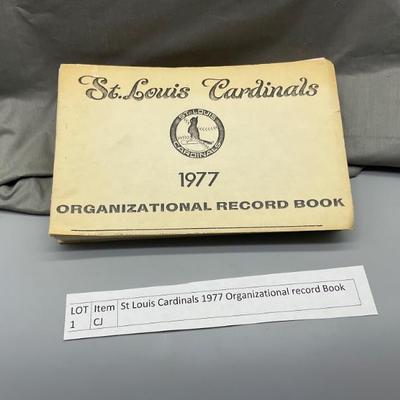 St. Louis Cardinals
ST. LOUIS
CARDINALS
1977
ORGANIZATIONAL RECORD BOOK
LOT 1
Item CJ
St Louis Cardinals 1977 Organizational record Book